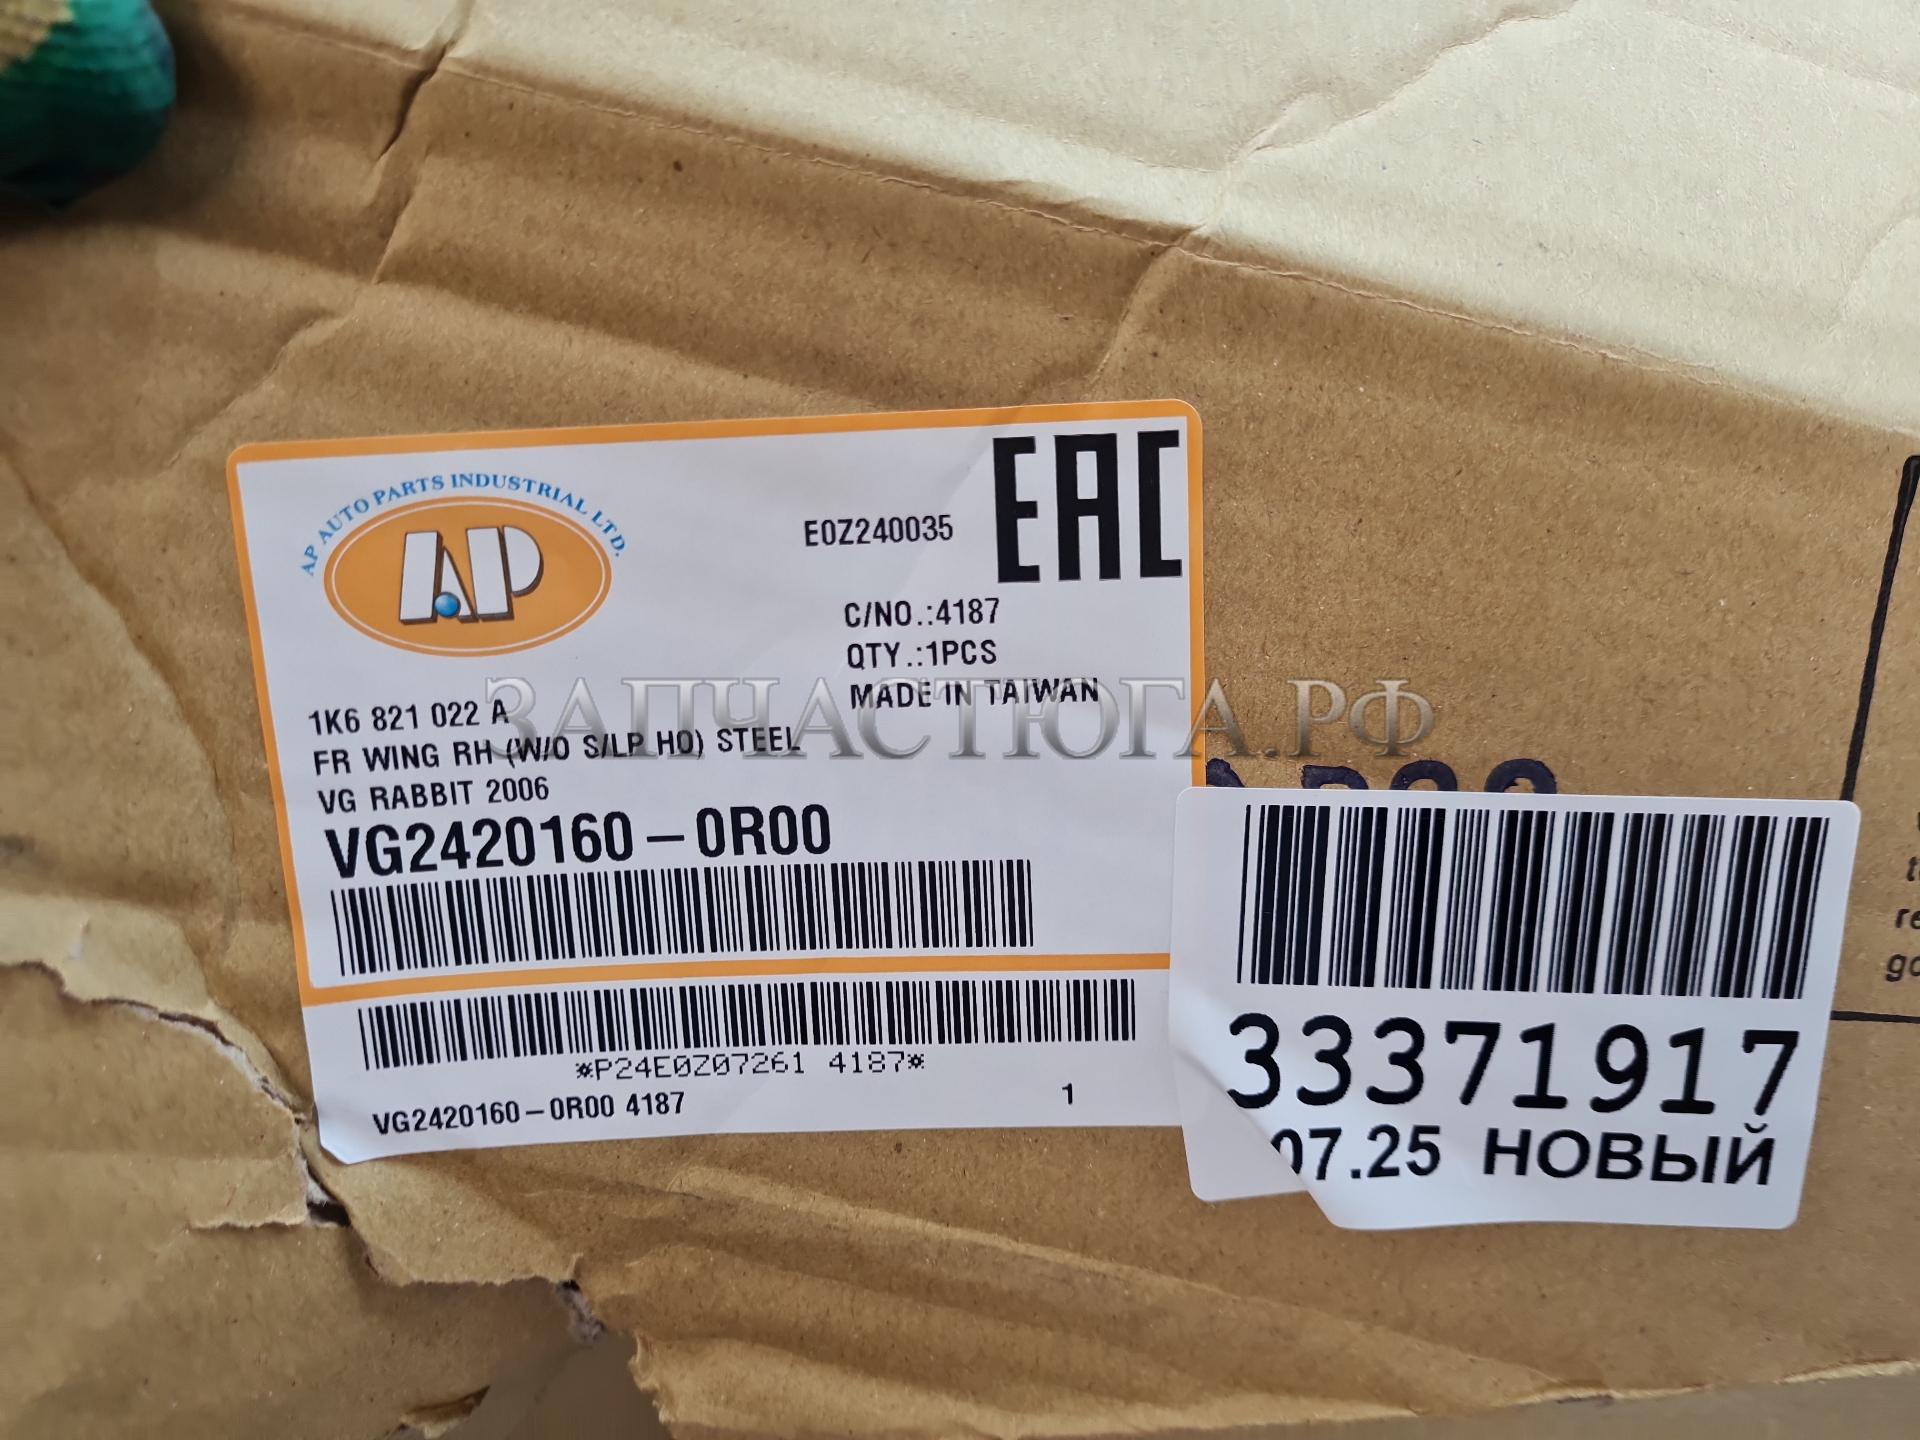 AP AUTO PARTS INDUSTRIAL LTD.
AP
E0Z240035
EAC
C/NO.:4187
QTY.:1PCS
MADE IN TAIWAN
1K6 821 022 A
FR WING RH (W/O S/LP HO) STEEL
VG RABBIT 2006
VG2420160-0R00
*P24E0Z07261 4187*
VG2420160-0R00 4187
1
33371917
07.25 НОВЫЙ
ЗАПЧАСТЮГА.РФ